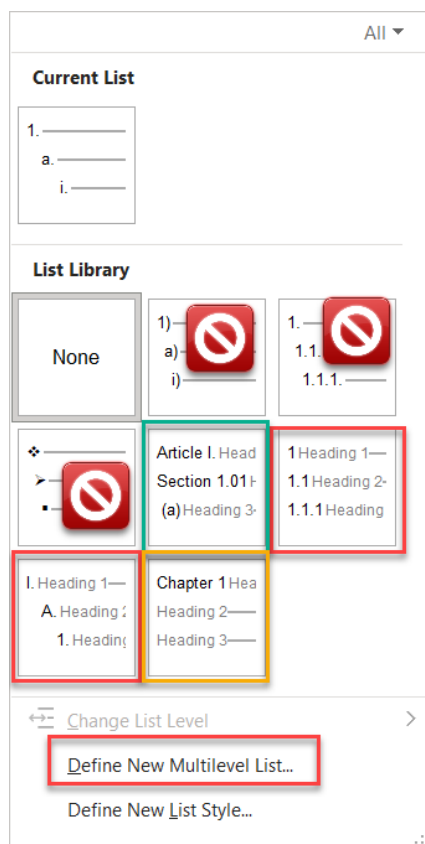 All
Current List
1.
a.
i.
List Library
None
1)
a)
i)
1.
1.1.
1.1.1.
Article I. Head
Section 1.01 H
(a) Heading 3-
1 Heading 1
1.1 Heading 2-
1.1.1 Heading
I. Heading 1
A. Heading 2
1. Heading
Chapter 1 Hea
Heading 2
Heading 3
Change List Level
Define New Multilevel List...
Define New List Style...